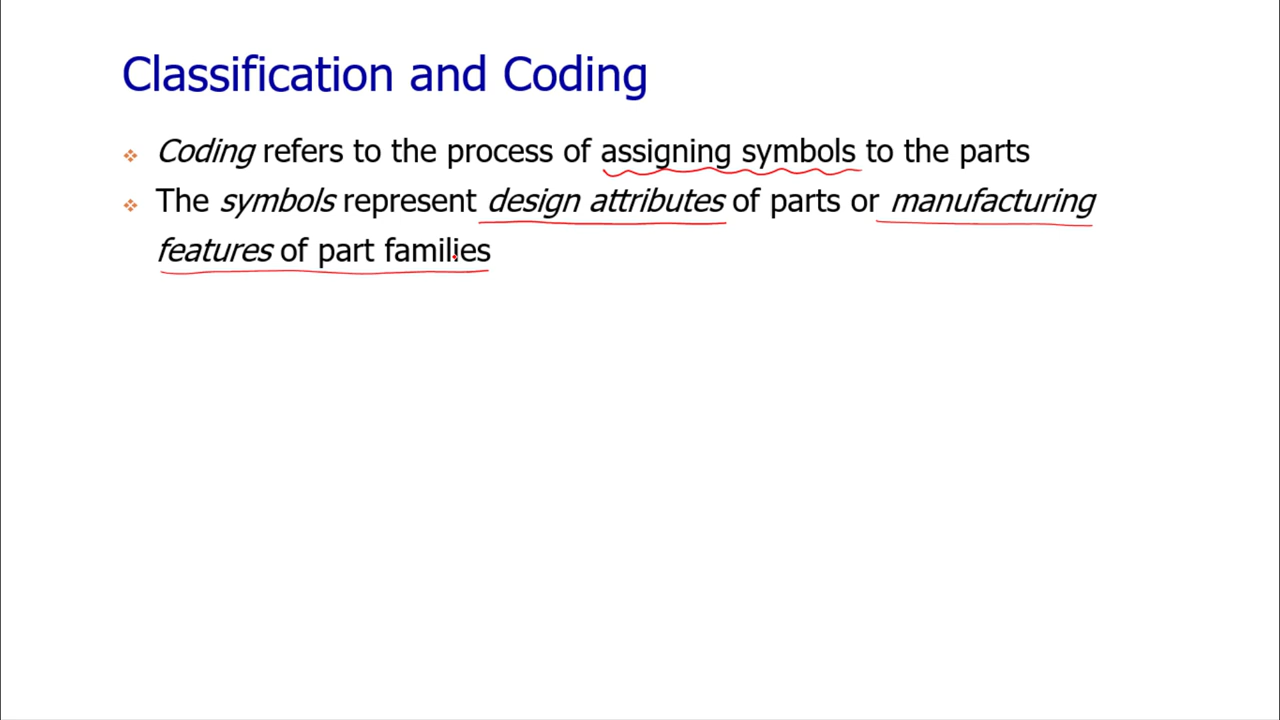 Classification and Coding
Coding refers to the process of assigning symbols to the parts
The symbols represent design attributes of parts or manufacturing
features of part families